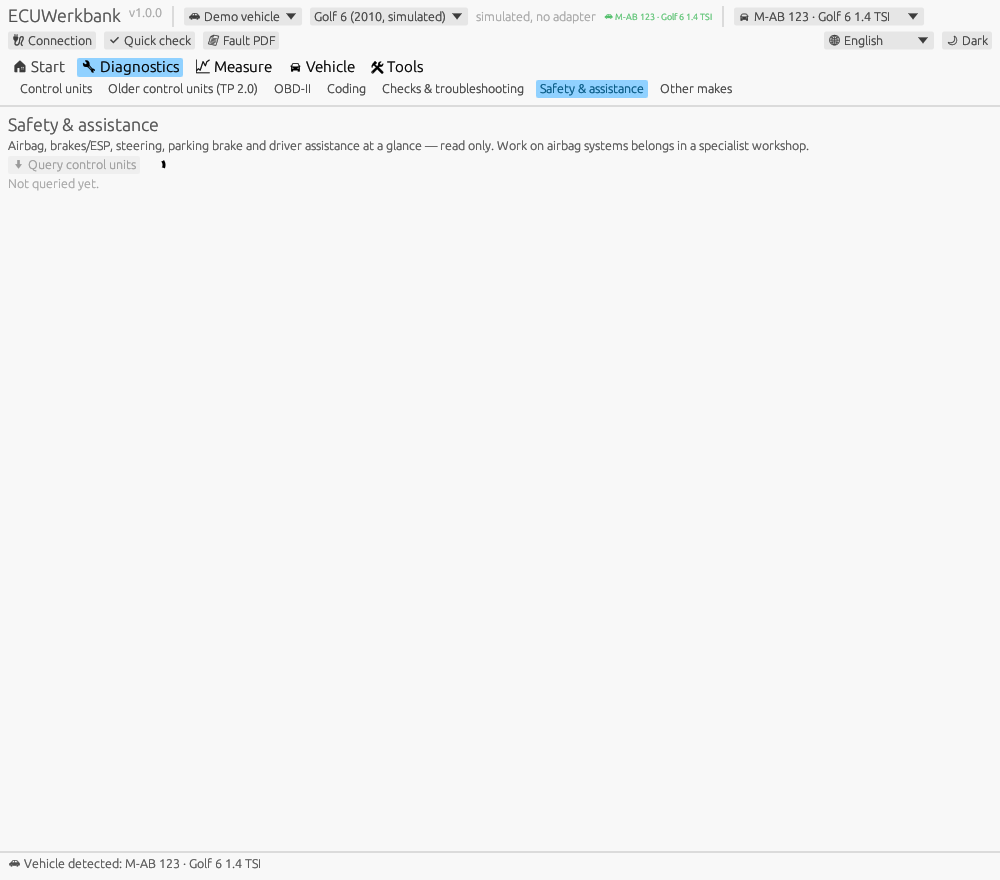 ECUWerkbank v1.0.0 Demo vehicle Golf 6 (2010, simulated) simulated, no adapter M-AB 123 · Golf 6 1.4 TSI M-AB 123 · Golf 6 1.4 TSI
Connection Quick check Fault PDF English Dark
Start Diagnostics Measure Vehicle Tools
Control units Older control units (TP 2.0) OBD-II Coding Checks & troubleshooting Safety & assistance Other makes
Safety & assistance
Airbag, brakes/ESP, steering, parking brake and driver assistance at a glance — read only. Work on airbag systems belongs in a specialist workshop.
Query control units
Not queried yet.
Vehicle detected: M-AB 123 · Golf 6 1.4 TSI